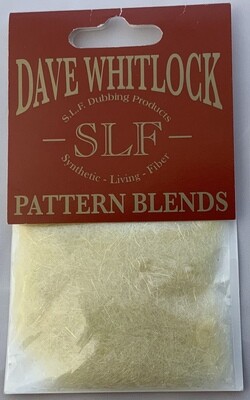 DAVE WHITLOCK
S.L.F. Dubbing Products
- SLF -
Synthetic - Living - Fiber
PATTERN BLENDS